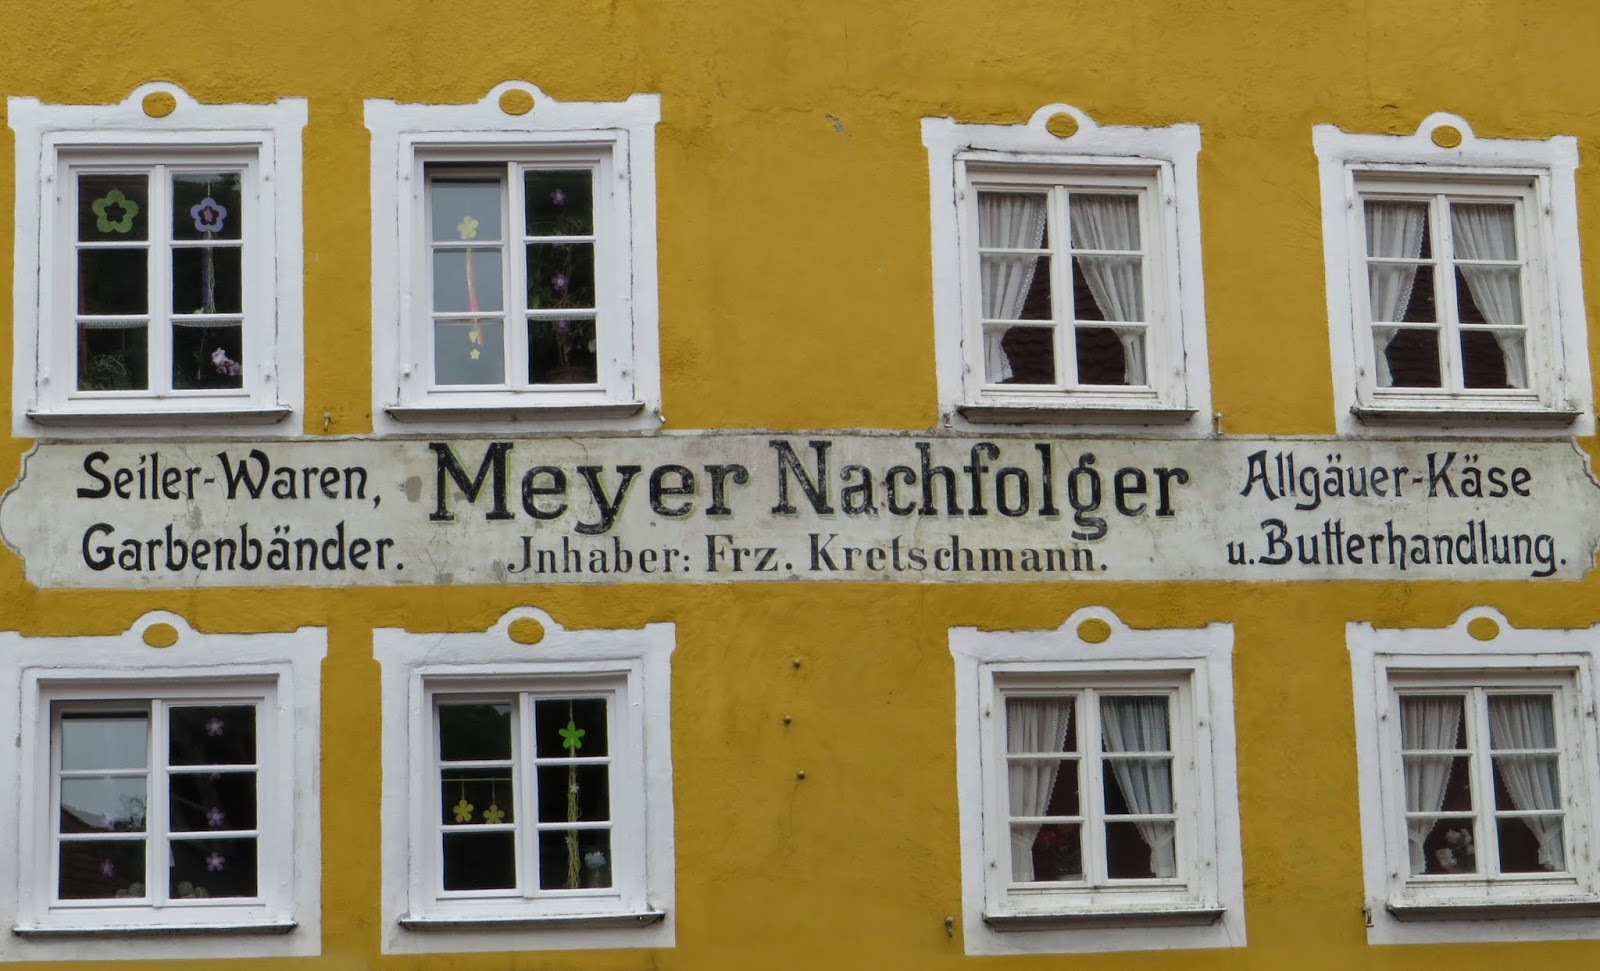 Seiler-Waren,
Garbenbänder.
Meyer Nachfolger
Jnhaber: Frz. Kretschmann.
Allgäuer-Käse
u. Butterhandlung.